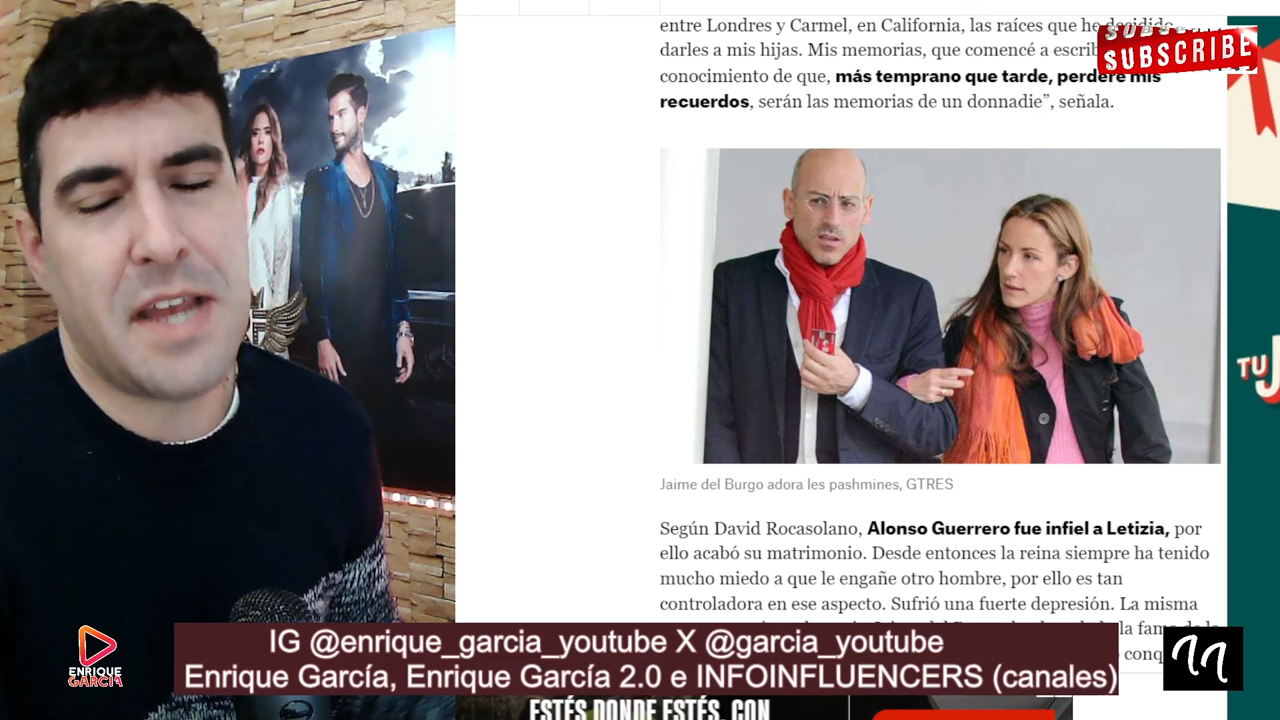 entre Londres y Carmel, en California, las raíces que he decidido
darles a mis hijas. Mis memorias, que comencé a
conocimiento de que, más temprano que tarde, perderé mis
recuerdos, serán las memorias de un donnadie”, señala.
SUBSCRIBE
Jaime del Burgo adora les pashmines, GTRES
Según David Rocasolano, Alonso Guerrero fue infiel a Letizia, por
ello acabó su matrimonio. Desde entonces la reina siempre ha tenido
mucho miedo a que le engañe otro hombre, por ello es tan
controladora en ese aspecto. Sufrió una fuerte depresión. La misma
TU
IG @enrique_garcia_youtube X @garcia_youtube
Enrique García, Enrique García 2.0 e INFOINFLUENCERS (canales)
ENRIQUE
GARCÍA
ESTÉS DONDE ESTÉS, CON